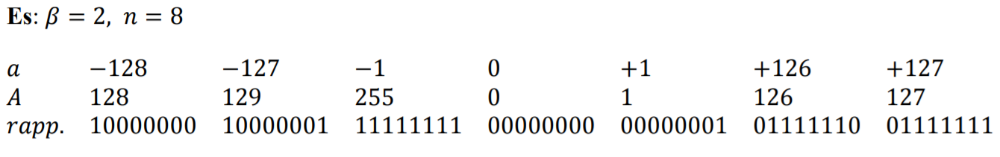 Es: β = 2, n = 8
a −128 −127 −1 0 +1 +126 +127
A 128 129 255 0 1 126 127
rapp. 10000000 10000001 11111111 00000000 00000001 01111110 01111111